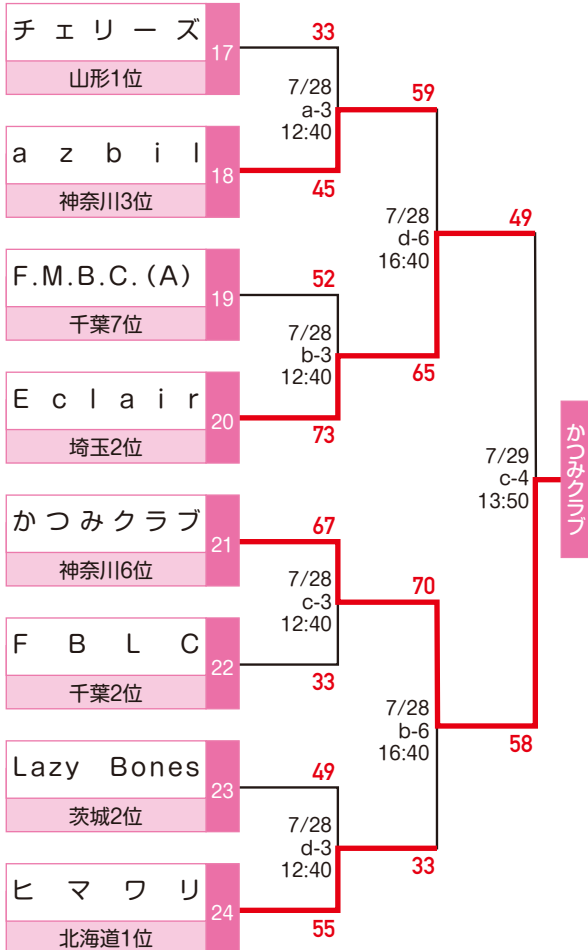 チェリーズ
17
山形1位
azbil
18
神奈川3位
F.M.B.C.(A)
19
千葉7位
Eclair
20
埼玉2位
かつみクラブ
21
神奈川6位
FBLC
22
千葉2位
Lazy Bones
23
茨城2位
ヒマワリ
24
北海道1位
33
7/28
a-3
12:40
45
52
7/28
b-3
12:40
73
67
7/28
c-3
12:40
33
49
7/28
d-3
12:40
55
59
7/28
d-6
16:40
65
70
7/28
b-6
16:40
33
49
7/29
c-4
13:50
58
かつみクラブ